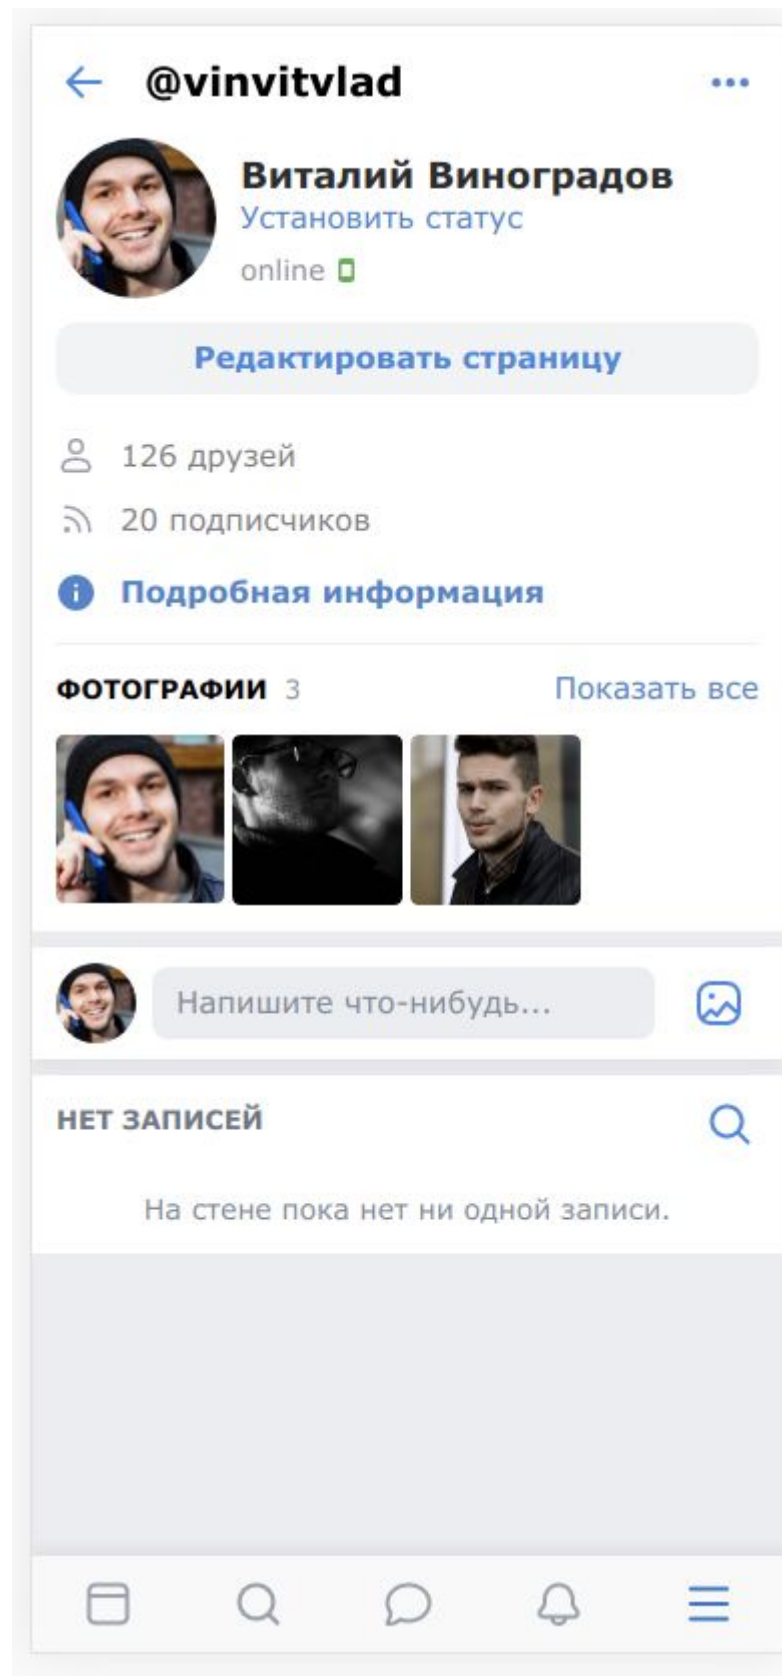 @vinvitvlad
Виталий Виноградов
Установить статус
online
Редактировать страницу
126 друзей
20 подписчиков
Подробная информация
ФОТОГРАФИИ 3 Показать все
Напишите что-нибудь...
НЕТ ЗАПИСЕЙ
На стене пока нет ни одной записи.